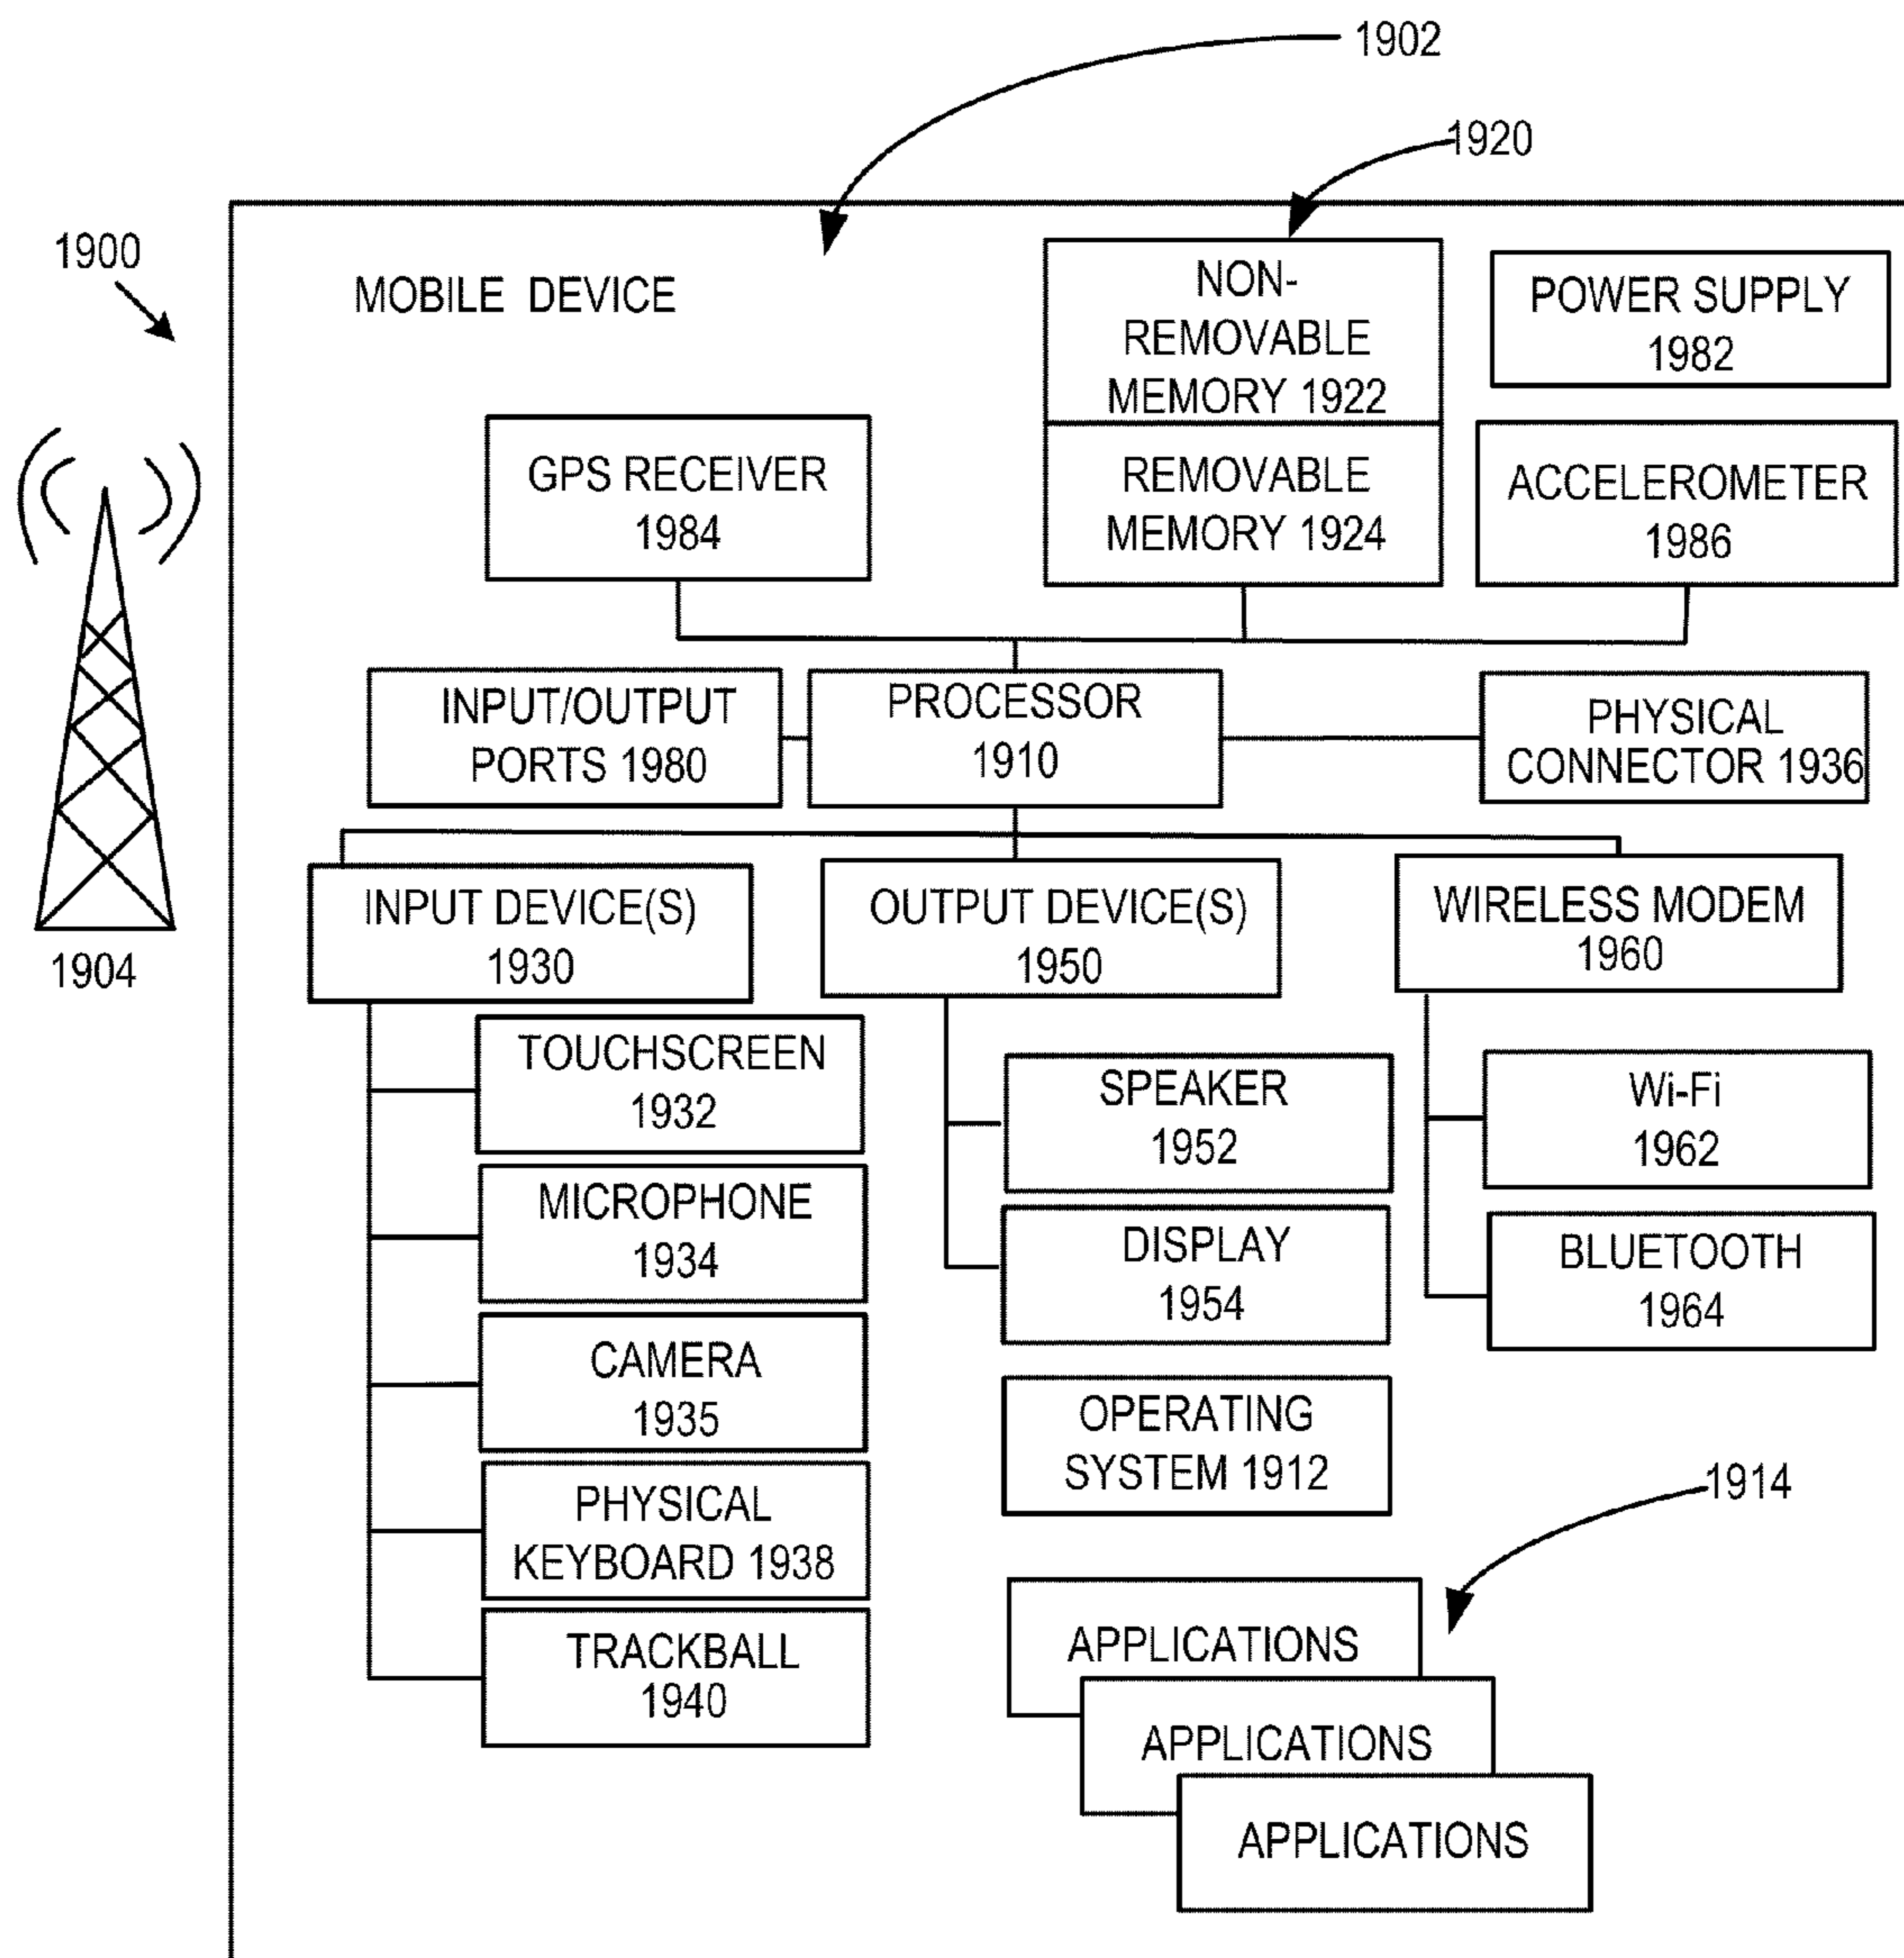 1902
1920
1900
MOBILE DEVICE
NON-
REMOVABLE
MEMORY 1922
POWER SUPPLY
1982
GPS RECEIVER
1984
REMOVABLE
MEMORY 1924
ACCELEROMETER
1986
INPUT/OUTPUT
PORTS 1980
PROCESSOR
1910
PHYSICAL
CONNECTOR 1936
1904
INPUT DEVICE(S)
1930
OUTPUT DEVICE(S)
1950
WIRELESS MODEM
1960
TOUCHSCREEN
1932
SPEAKER
1952
Wi-Fi
1962
MICROPHONE
1934
DISPLAY
1954
BLUETOOTH
1964
CAMERA
1935
OPERATING
SYSTEM 1912
PHYSICAL
KEYBOARD 1938
1914
TRACKBALL
1940
APPLICATIONS
APPLICATIONS
APPLICATIONS